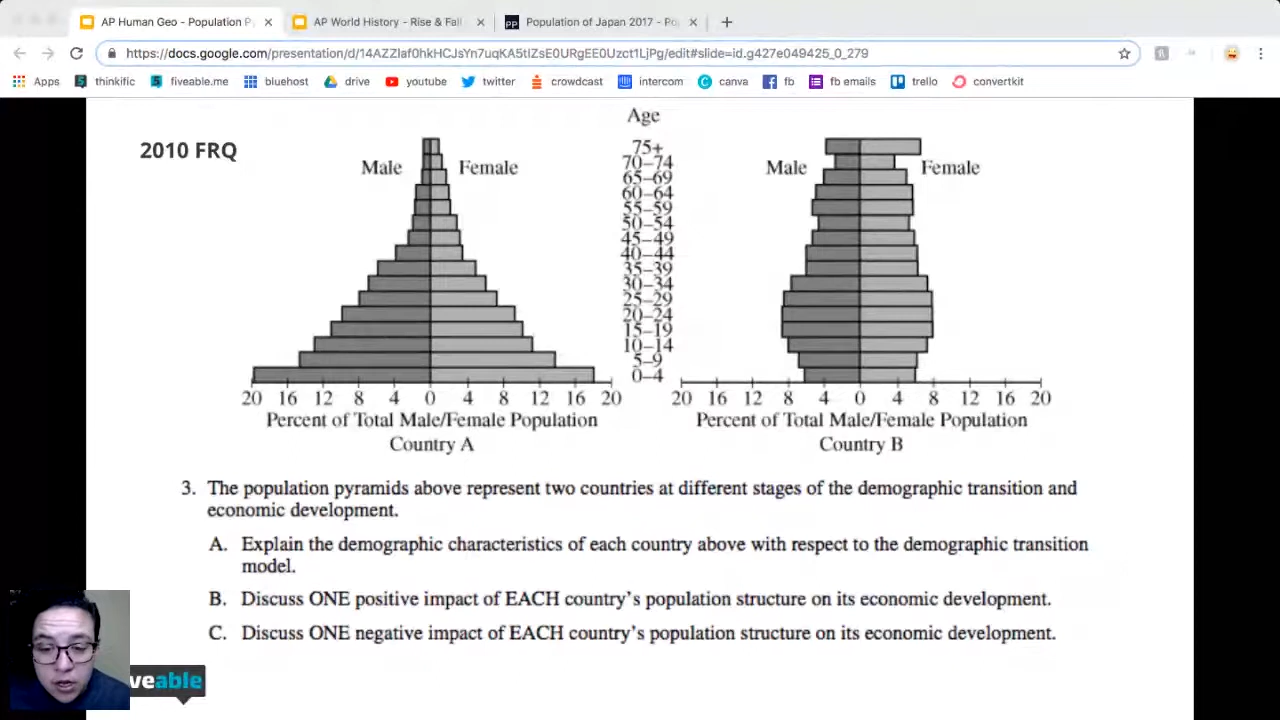 AP Human Geo - Population P
AP World History - Rise & Fall
PP Population of Japan 2017 - Po
https://docs.google.com/presentation/d/14AZZlaf0hkHCJsYn7uqKA5tIZsE0URgEE0Uzct1LjPg/edit#slide=id.g427e049425_0_279
Apps thinkific fiveable.me bluehost drive youtube twitter crowdcast intercom canva fb fb emails trello convertkit
2010 FRQ
Age
Male Female
75+
70–74
65–69
60–64
55–59
50–54
45–49
40–44
35–39
30–34
25–29
20–24
15–19
10–14
5–9
0–4
Male Female
20 16 12 8 4 0 4 8 12 16 20
Percent of Total Male/Female Population
Country A
20 16 12 8 4 0 4 8 12 16 20
Percent of Total Male/Female Population
Country B
3. The population pyramids above represent two countries at different stages of the demographic transition and
economic development.
A. Explain the demographic characteristics of each country above with respect to the demographic transition
model.
B. Discuss ONE positive impact of EACH country's population structure on its economic development.
C. Discuss ONE negative impact of EACH country's population structure on its economic development.
veable